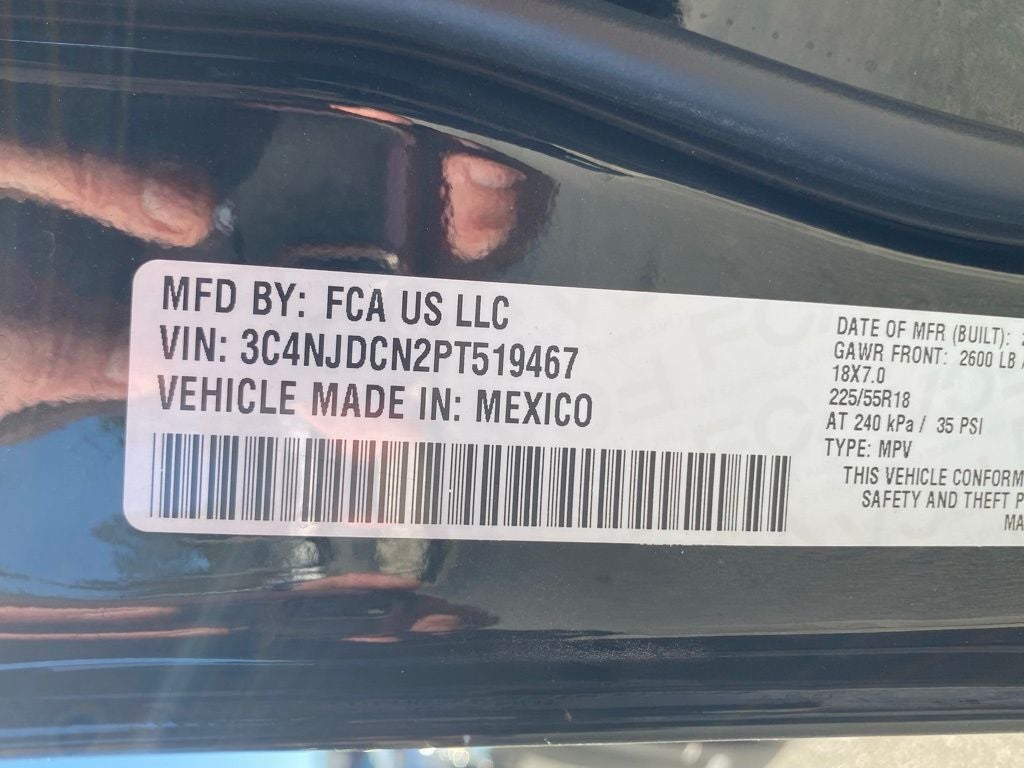 MFD BY: FCA US LLC
VIN: 3C4NJDCN2PT519467
VEHICLE MADE IN: MEXICO
DATE OF MFR (BUILT):
GAWR FRONT: 2600 LB
18X7.0
225/55R18
AT 240 kPa / 35 PSI
TYPE: MPV
THIS VEHICLE CONFORM
SAFETY AND THEFT P
MA